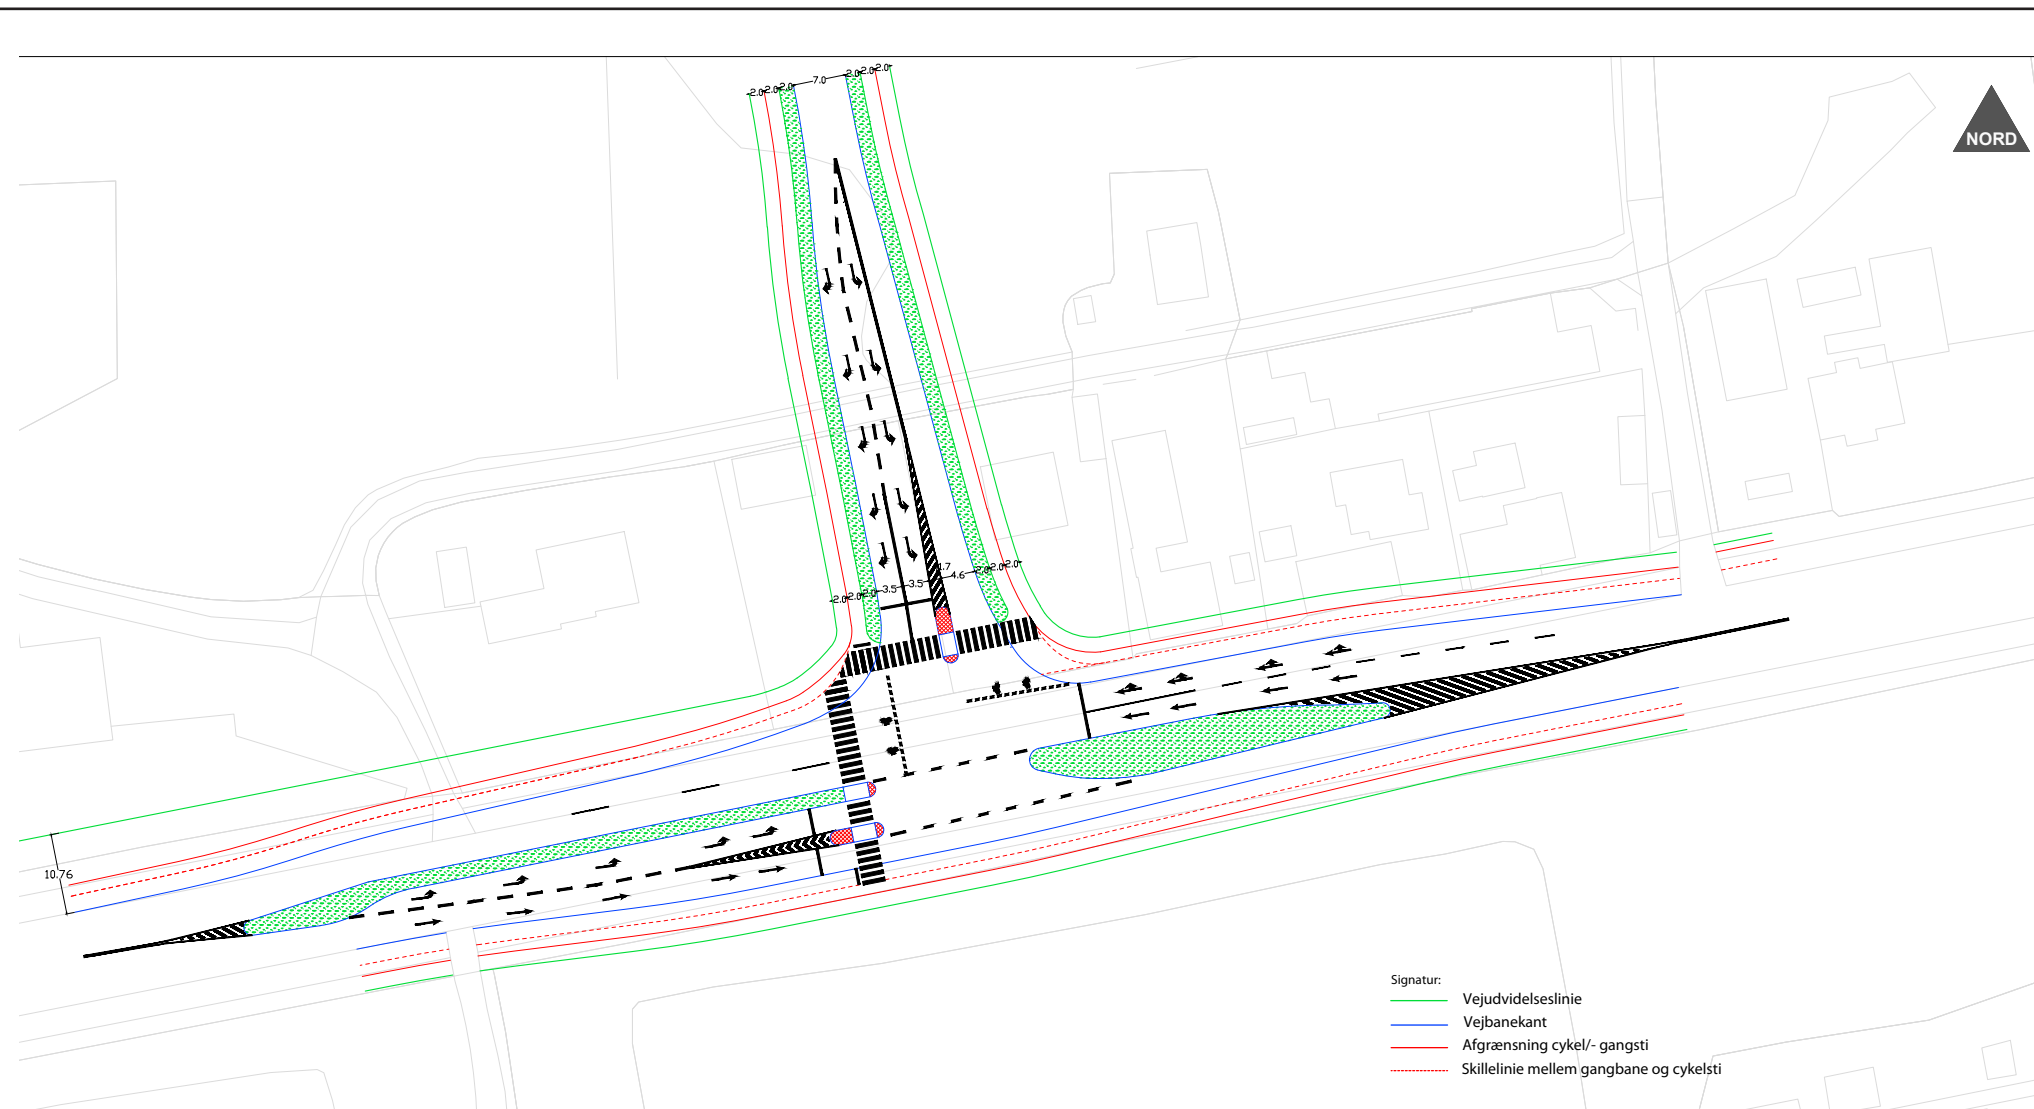 -2.0-2.0-2.0-7.0-2.0-2.0-2.0-
NORD
1.7
-2.0-2.0-2.0-3.5-3.5-4.6-2.0-2.0-2.0-
10.76
Signatur:
Vejudvidelseslinie
Vejbanekant
Afgrænsning cykel/- gangsti
Skillelinie mellem gangbane og cykelsti